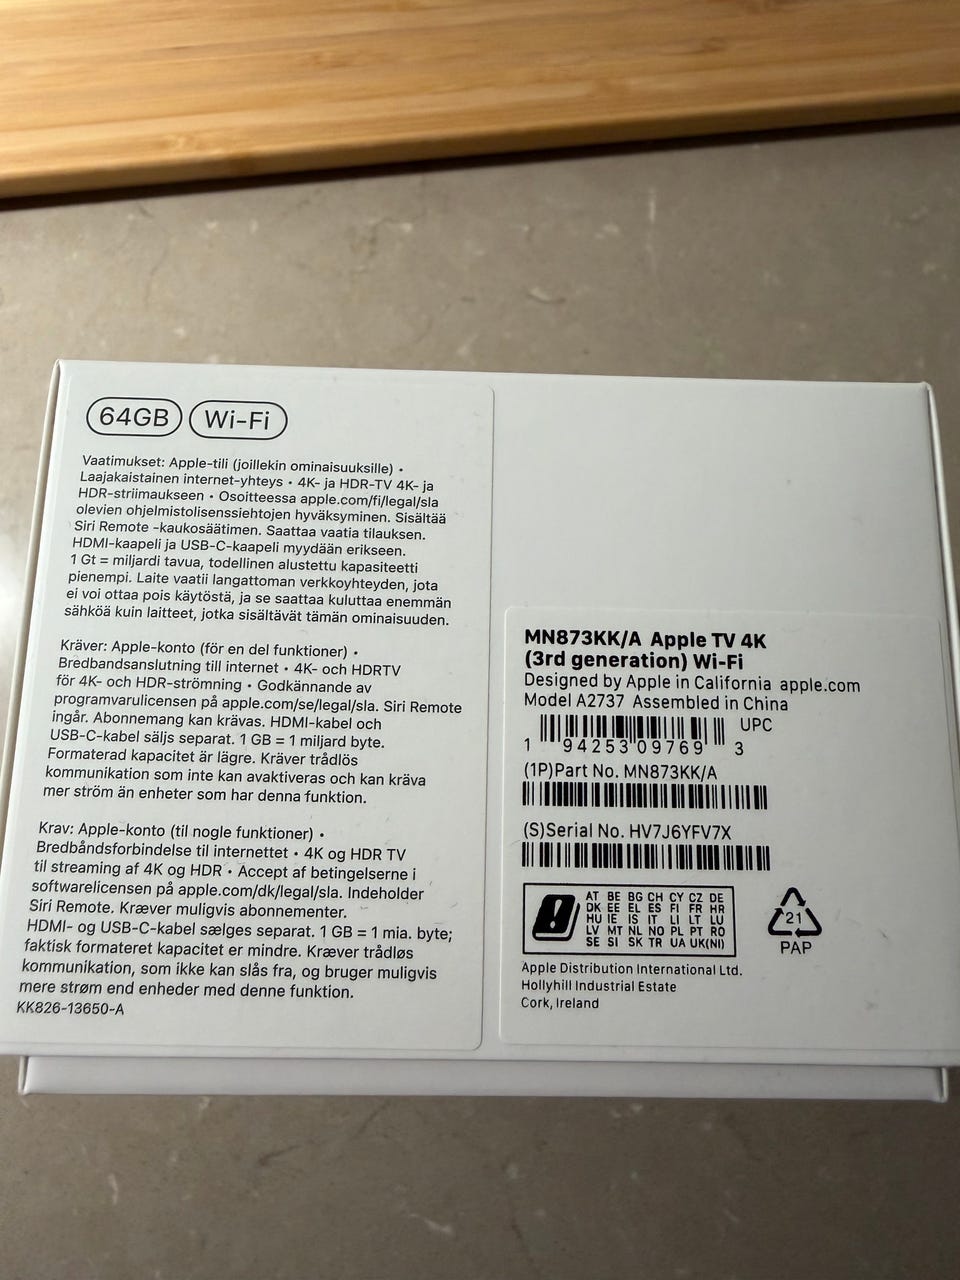 64GB Wi-Fi
Vaatimukset: Apple-tili (joillekin ominaisuuksille) •
Laajakaistainen internet-yhteys • 4K- ja HDR-TV 4K- ja
HDR-striimaukseen • Osoitteessa apple.com/fi/legal/sla
olevien ohjelmistolisenssiehtojen hyväksyminen. Sisältää
Siri Remote -kaukosäätimen. Saattaa vaatia tilauksen.
HDMI-kaapeli ja USB-C-kaapeli myydään erikseen.
1 Gt = miljardi tavua, todellinen alustettu kapasiteetti
pienempi. Laite vaatii langattoman verkkoyhteyden, jota
ei voi ottaa pois käytöstä, ja se saattaa kuluttaa enemmän
sähköä kuin laitteet, jotka sisältävät tämän ominaisuuden.
Kräver: Apple-konto (för en del funktioner) •
Bredbandsanslutning till internet • 4K- och HDRTV
för 4K- och HDR-strömning • Godkännande av
programvarulicensen på apple.com/se/legal/sla. Siri Remote
ingår. Abonnemang kan krävas. HDMI-kabel och
USB-C-kabel säljs separat. 1 GB = 1 miljard byte.
Formaterad kapacitet är lägre. Kräver trådlös
kommunikation som inte kan avaktiveras och kan kräva
mer ström än enheter som har denna funktion.
Krav: Apple-konto (til nogle funktioner) •
Bredbåndsforbindelse til internettet • 4K og HDR TV
til streaming af 4K og HDR • Accept af betingelserne i
softwarelicensen på apple.com/dk/legal/sla. Indeholder
Siri Remote. Kræver muligvis abonnementer.
HDMI- og USB-C-kabel sælges separat. 1 GB = 1 mia. byte;
faktisk formateret kapacitet er mindre. Kræver trådløs
kommunikation, som ikke kan slås fra, og bruger muligvis
mere strøm end enheder med denne funktion.
KK826-13650-A
MN873KK/A Apple TV 4K
(3rd generation) Wi-Fi
Designed by Apple in California apple.com
Model A2737 Assembled in China
UPC
1 94253 09769 3
(1P)Part No. MN873KK/A
(S)Serial No. HV7J6YFV7X
AT BE BG CH CY CZ DE
DK EE EL ES FI FR HR
HU IE IS IT LI LT LU
LV MT NL NO PL PT RO
SE SI SK TR UA UK(NI)
21
PAP
Apple Distribution International Ltd.
Hollyhill Industrial Estate
Cork, Ireland